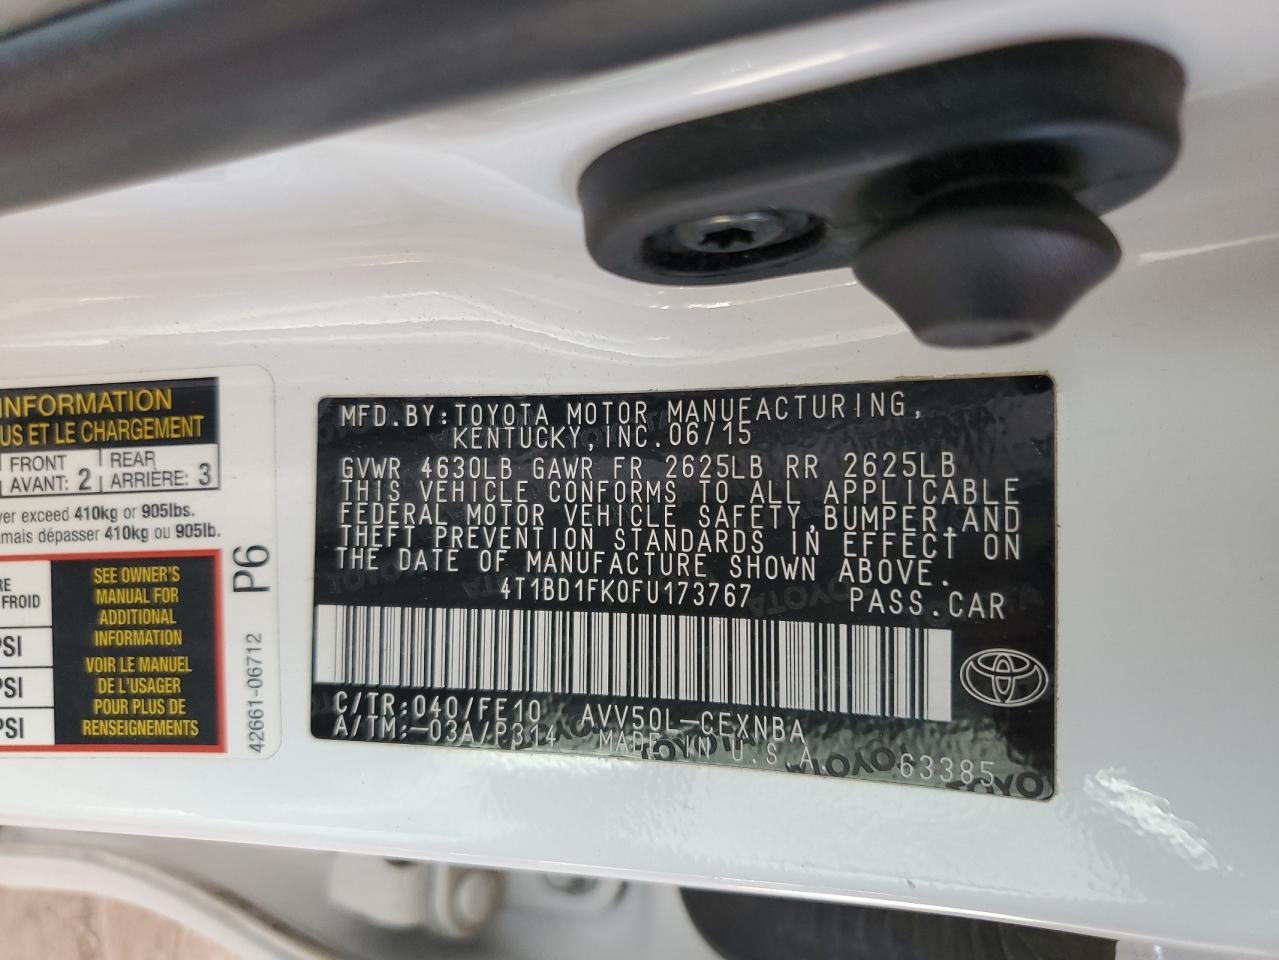 INFORMATION
US ET LE CHARGEMENT
FRONT
AVANT: 2
REAR
ARRIÈRE: 3
exceed 410kg or 905lbs.
jamais dépasser 410kg ou 905lb.
FROID
PSI
PSI
PSI
SEE OWNER'S
MANUAL FOR
ADDITIONAL
INFORMATION
VOIR LE MANUEL
DE L'USAGER
POUR PLUS DE
RENSEIGNEMENTS
P6
42661-06712
MFD.BY:TOYOTA MOTOR MANUFACTURING,
KENTUCKY,INC.06/15
GVWR 4630LB GAWR FR 2625LB RR 2625LB
THIS VEHICLE CONFORMS TO ALL APPLICABLE
FEDERAL MOTOR VEHICLE SAFETY,BUMPER,AND
THEFT PREVENTION STANDARDS IN EFFECT ON
THE DATE OF MANUFACTURE SHOWN ABOVE.
4T1BD1FK0FU173767 PASS.CAR
C/TR:040/FE10 AVV50L-CEXNBA
A/TM:-03A/P314 MADE IN U.S.A. 63385